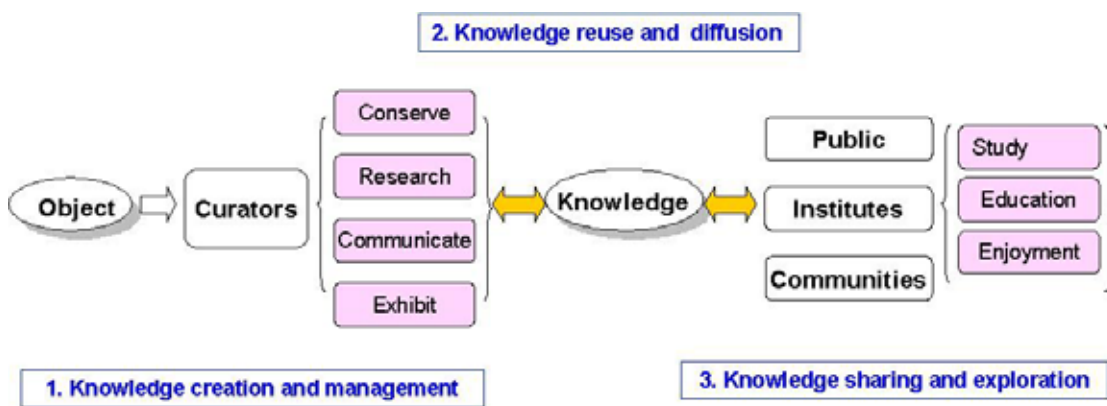 2. Knowledge reuse and diffusion
Object
Curators
Conserve
Research
Communicate
Exhibit
Knowledge
Public
Institutes
Communities
Study
Education
Enjoyment
1. Knowledge creation and management
3. Knowledge sharing and exploration